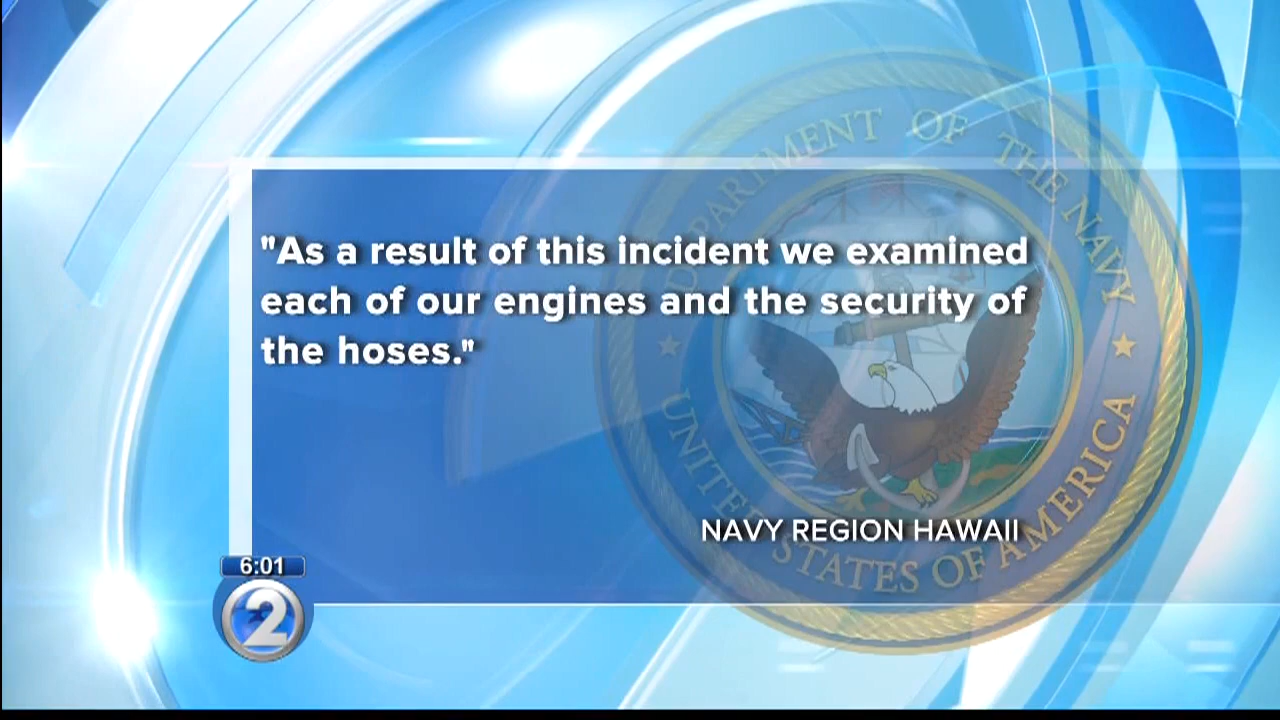 "As a result of this incident we examined
each of our engines and the security of
the hoses."
NAVY REGION HAWAII
DEPARTMENT OF THE NAVY
UNITED STATES OF AMERICA
6:01
2